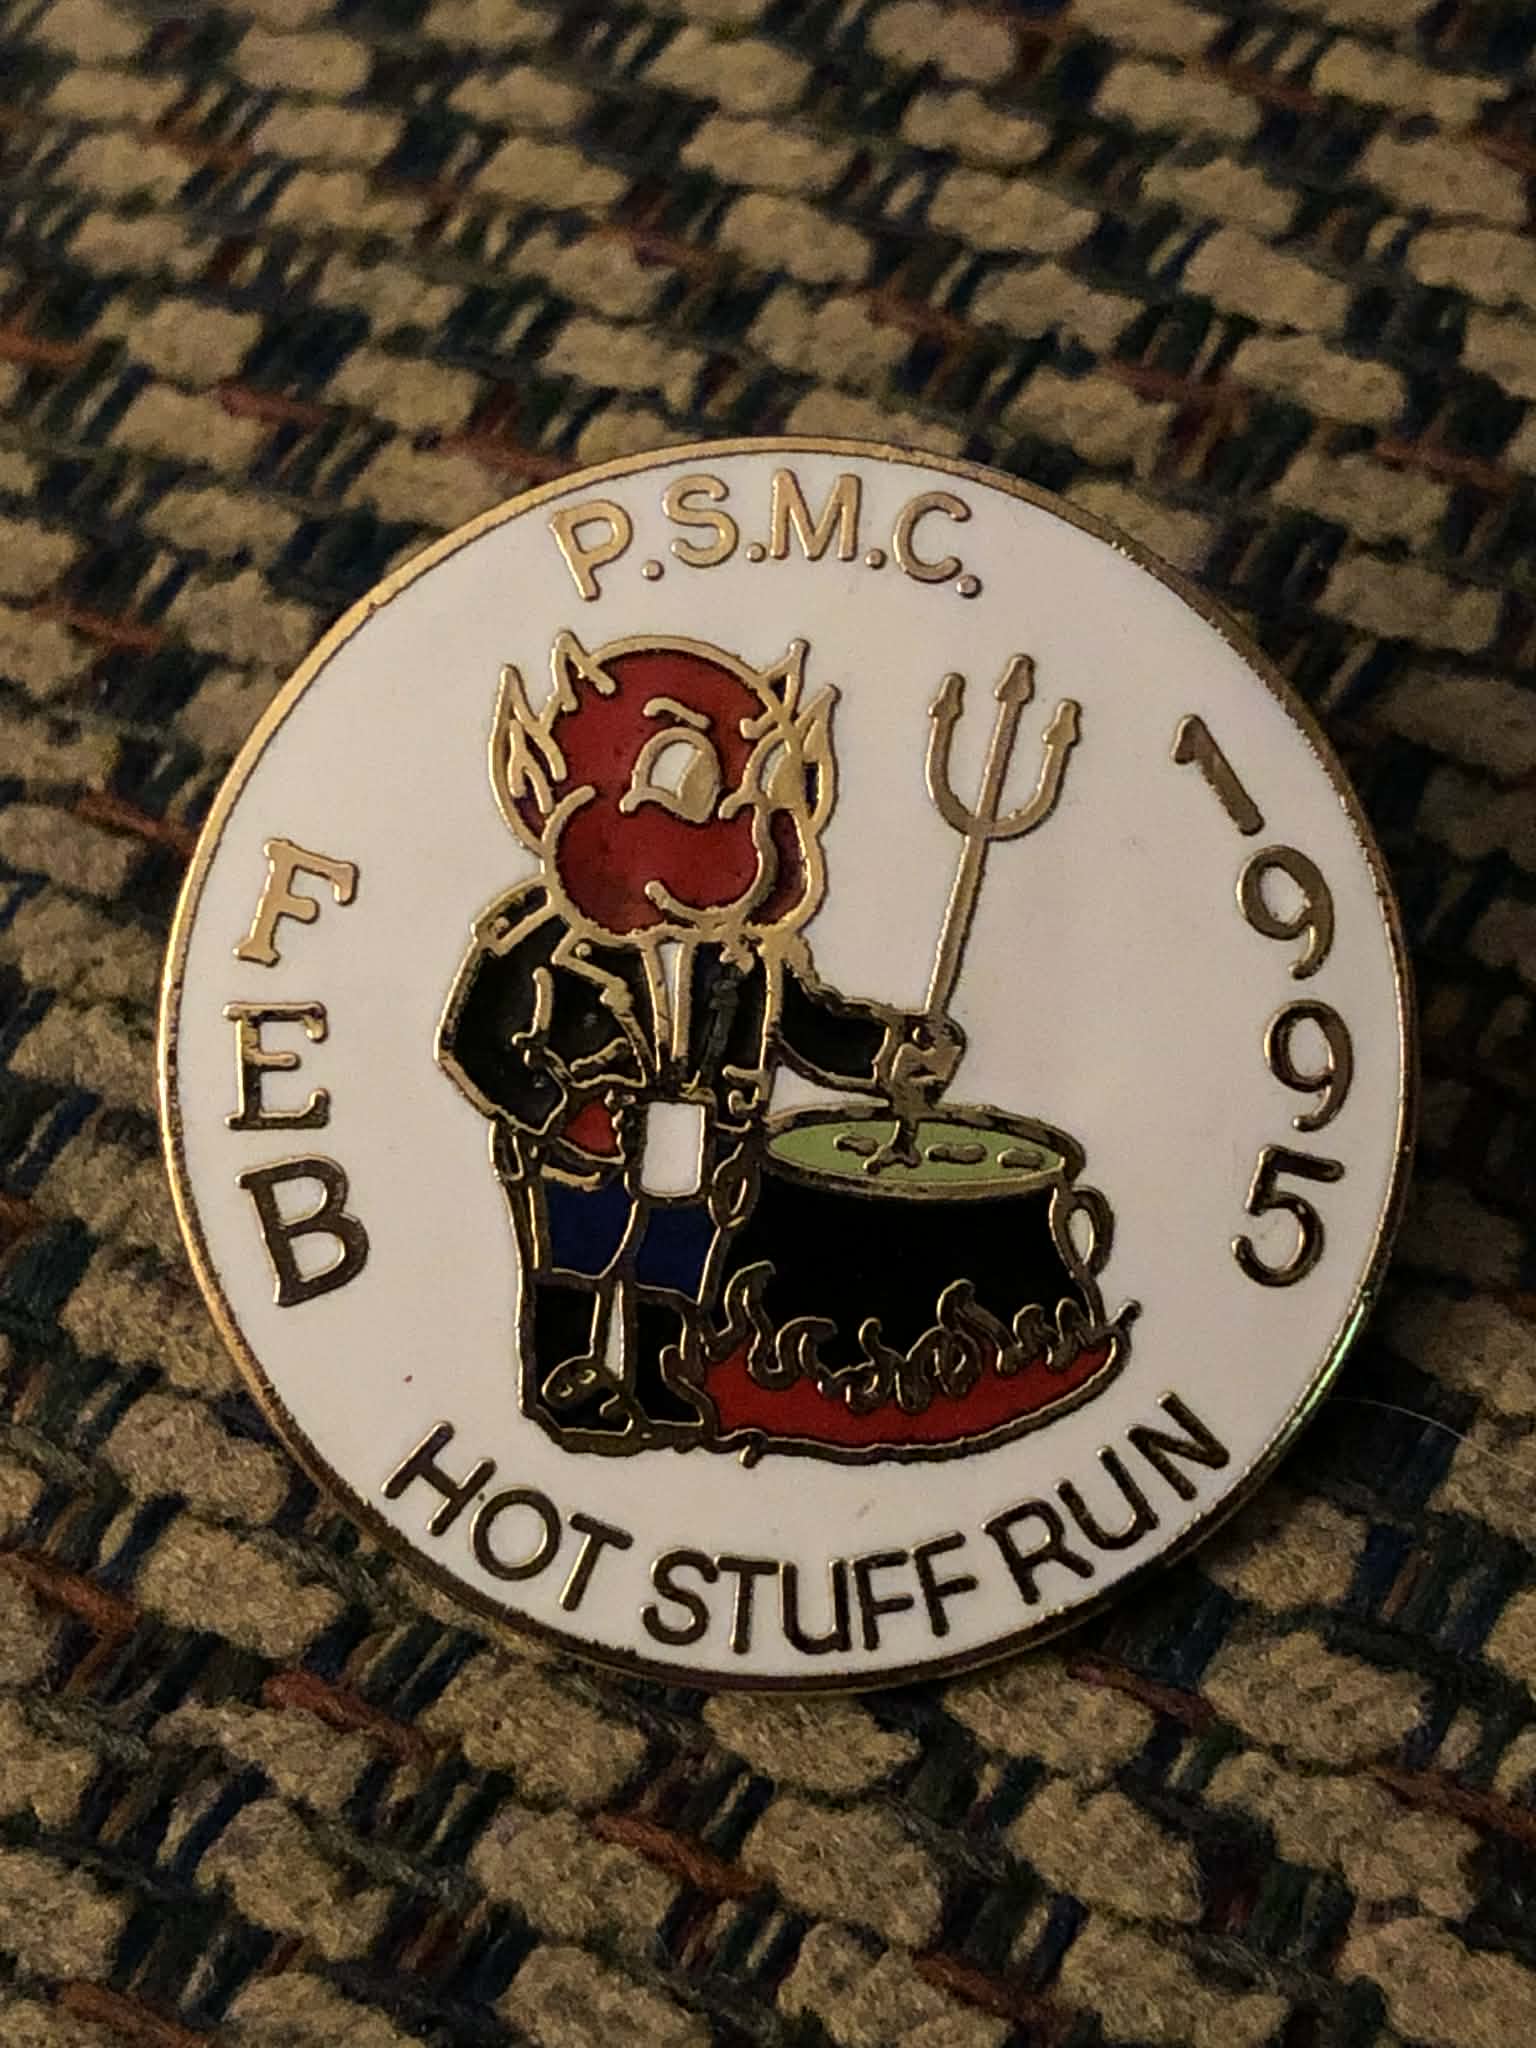 P.S.M.C.
FEB
1995
HOT STUFF RUN